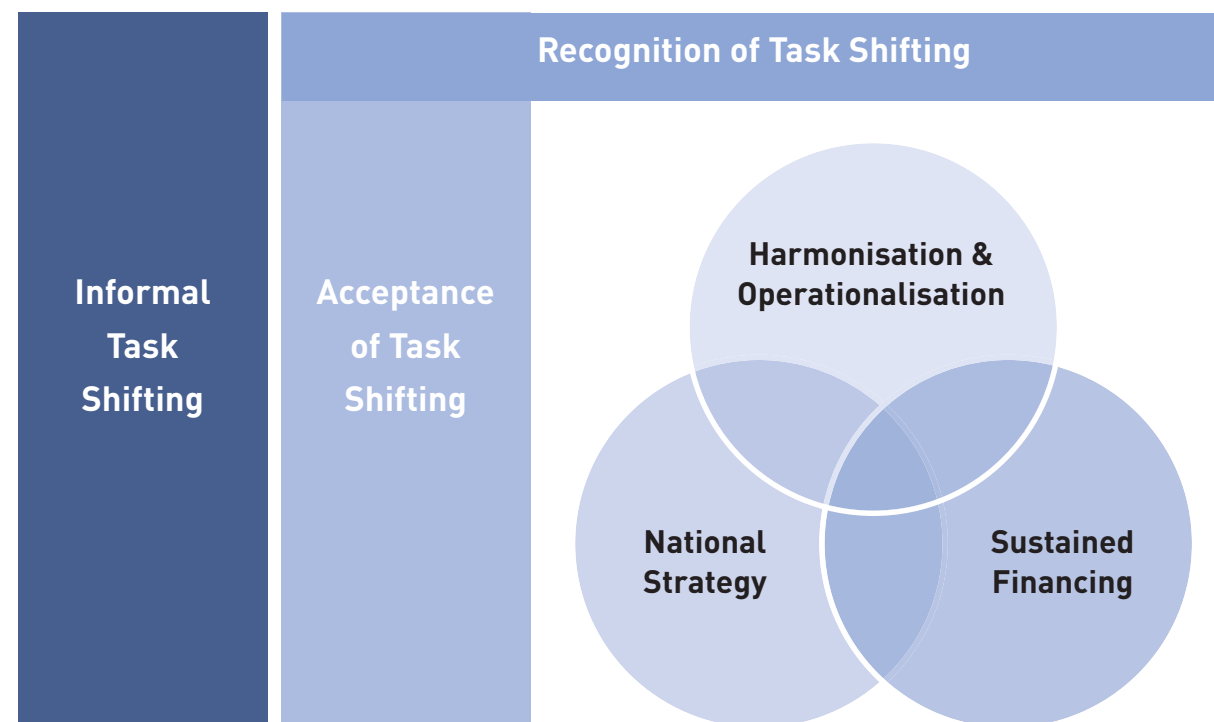 Recognition of Task Shifting
Informal
Task
Shifting
Acceptance
of Task
Shifting
Harmonisation &
Operationalisation
National
Strategy
Sustained
Financing